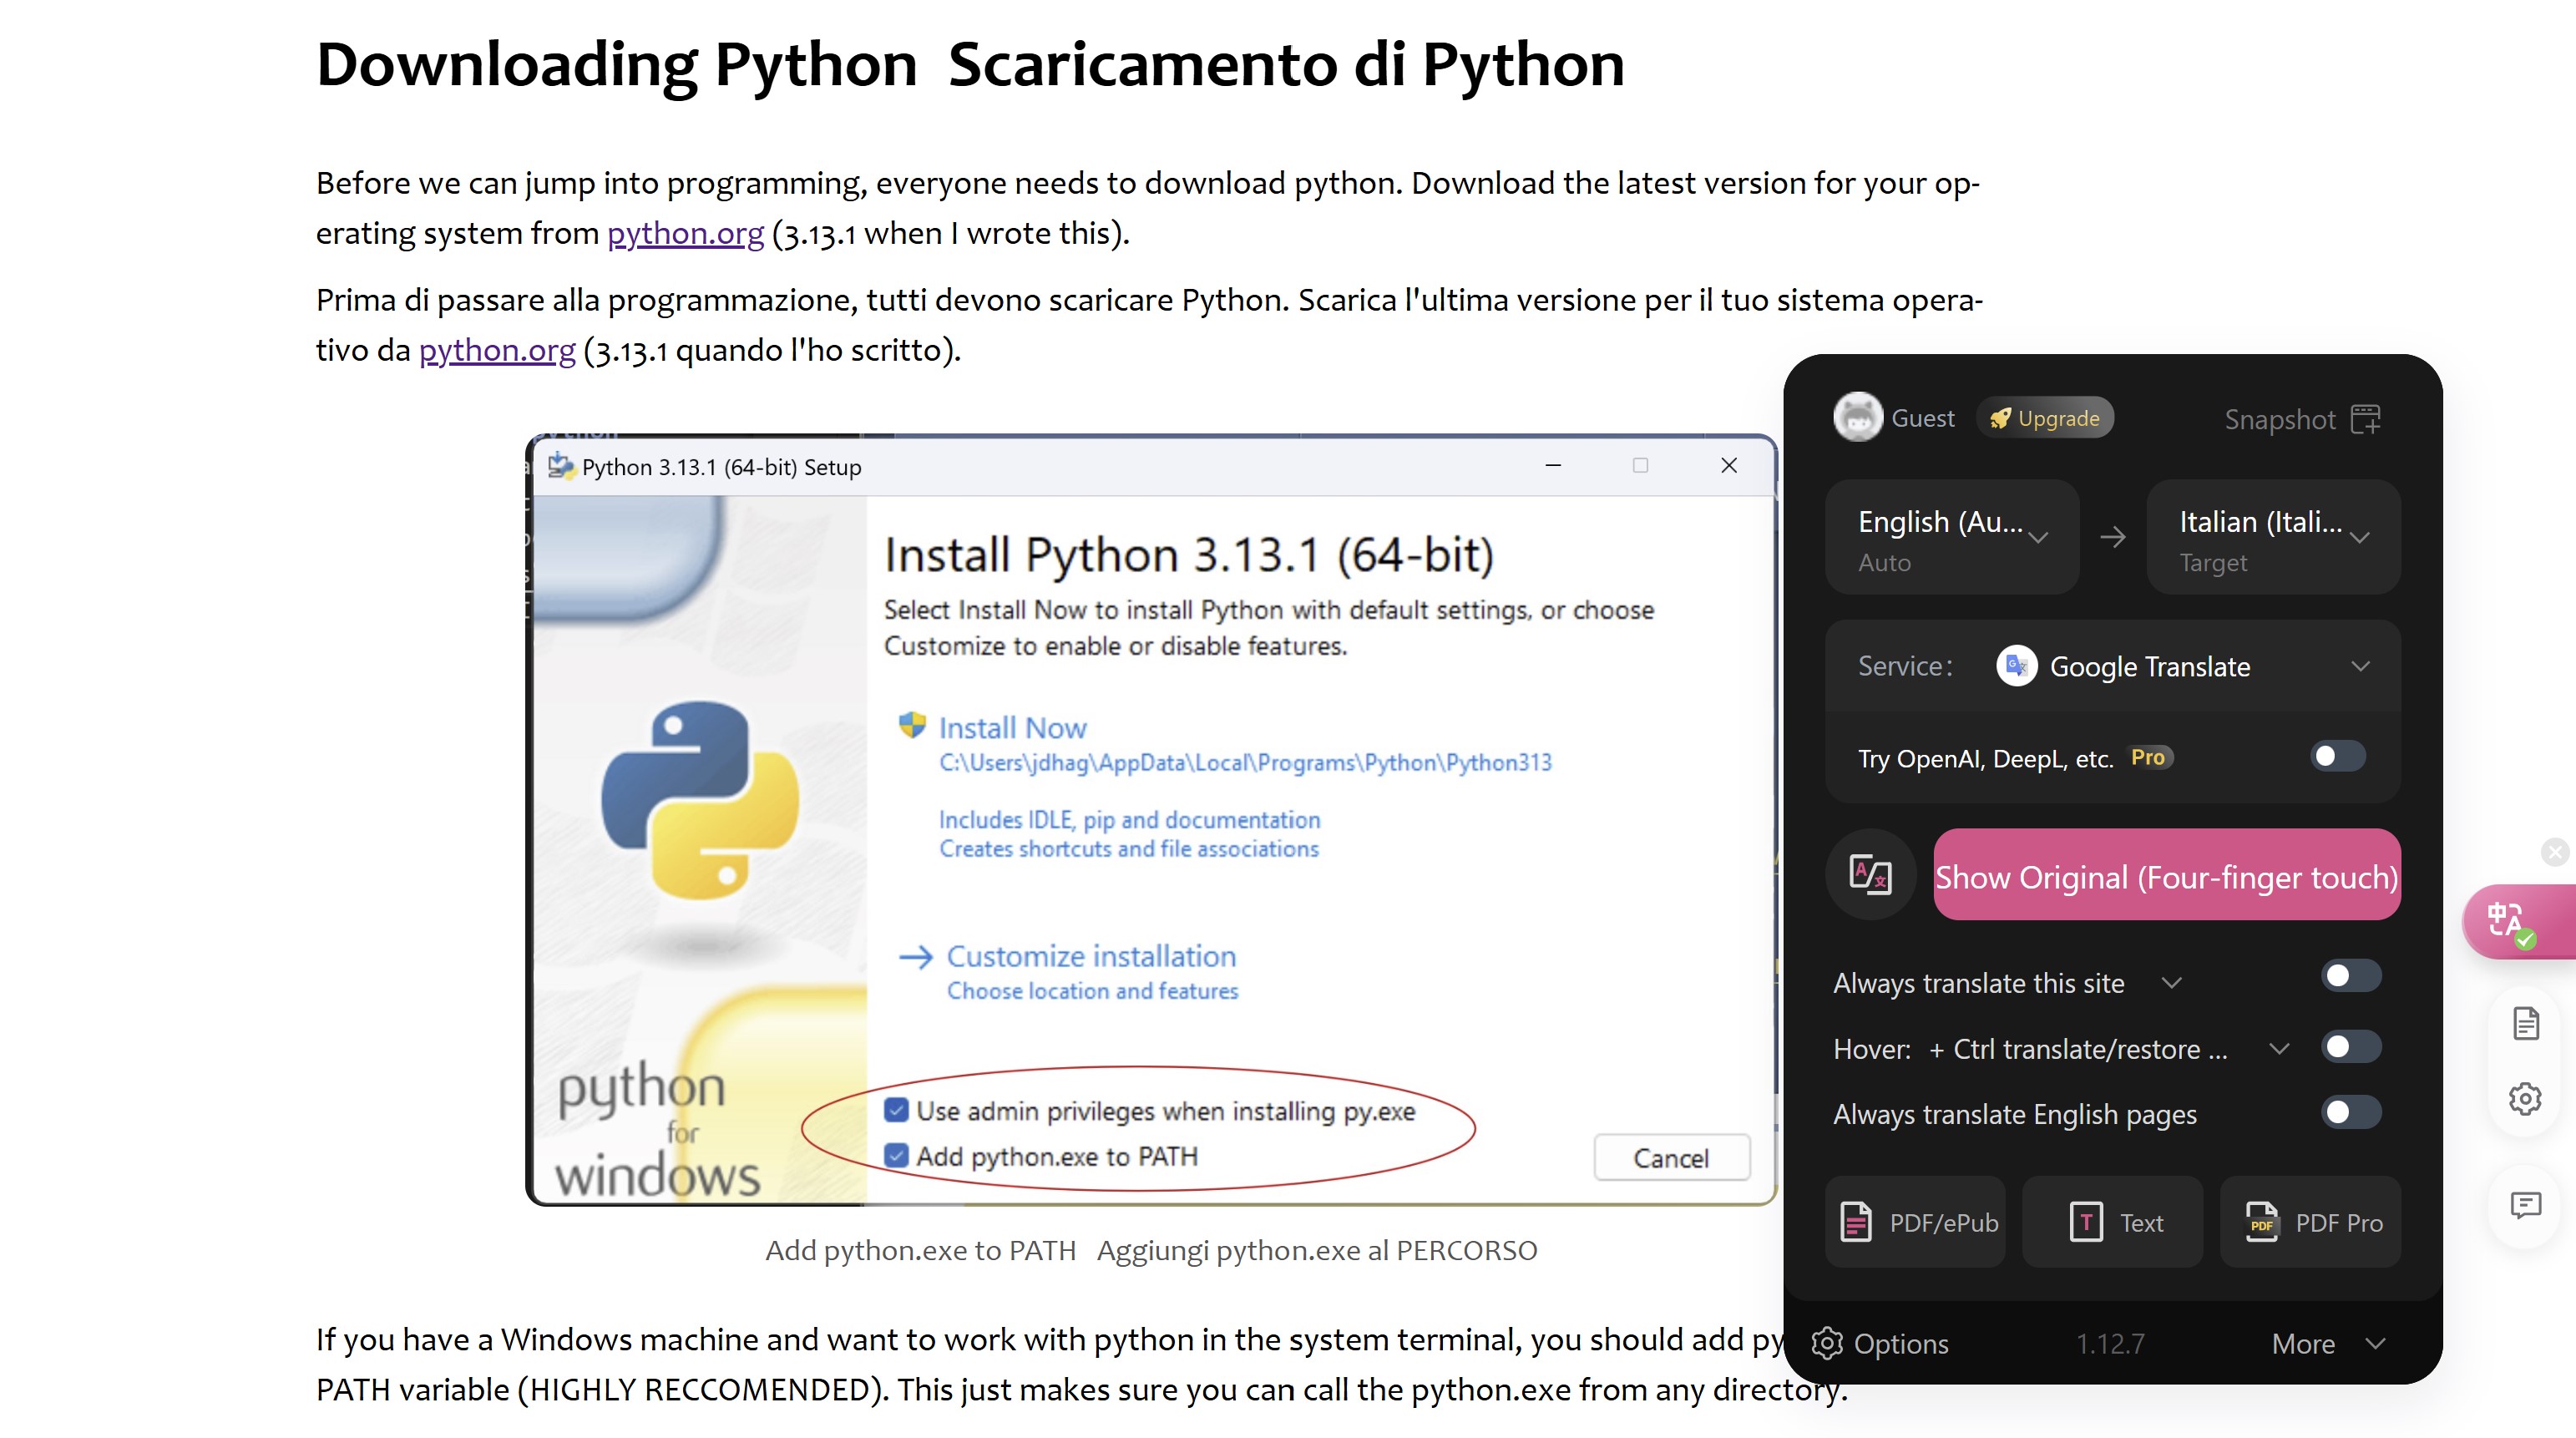 Downloading Python  Scaricamento di Python
Before we can jump into programming, everyone needs to download python. Download the latest version for your op-
erating system from python.org (3.13.1 when I wrote this).
Prima di passare alla programmazione, tutti devono scaricare Python. Scarica l'ultima versione per il tuo sistema opera-
tivo da python.org (3.13.1 quando l'ho scritto).
Python 3.13.1 (64-bit) Setup
Install Python 3.13.1 (64-bit)
Select Install Now to install Python with default settings, or choose
Customize to enable or disable features.
Install Now
C:\Users\jdhag\AppData\Local\Programs\Python\Python313
Includes IDLE, pip and documentation
Creates shortcuts and file associations
Customize installation
Choose location and features
python
for
windows
Use admin privileges when installing py.exe
Add python.exe to PATH
Cancel
Add python.exe to PATH  Aggiungi python.exe al PERCORSO
If you have a Windows machine and want to work with python in the system terminal, you should add py
PATH variable (HIGHLY RECCOMENDED). This just makes sure you can call the python.exe from any directory.
Guest
Upgrade
Snapshot
English (Au...
Auto
Italian (Itali...
Target
Service:
Google Translate
Try OpenAI, DeepL, etc. Pro
Show Original (Four-finger touch)
Always translate this site
Hover: + Ctrl translate/restore ...
Always translate English pages
PDF/ePub
Text
PDF Pro
Options
1.12.7
More